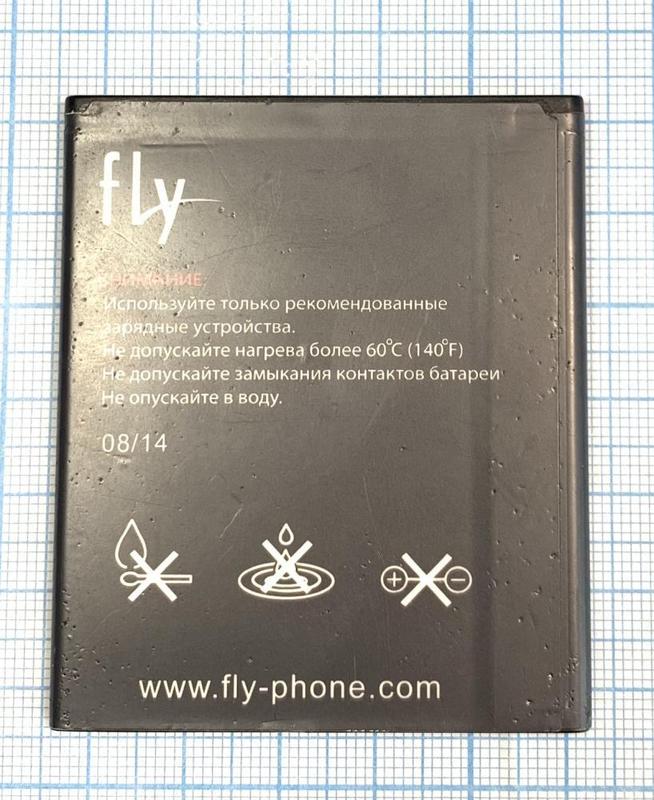 fly
ВНИМАНИЕ:
Используйте только рекомендованные
зарядные устройства.
Не допускайте нагрева более 60°C (140°F)
Не допускайте замыкания контактов батареи
Не опускайте в воду.
08/14
www.fly-phone.com